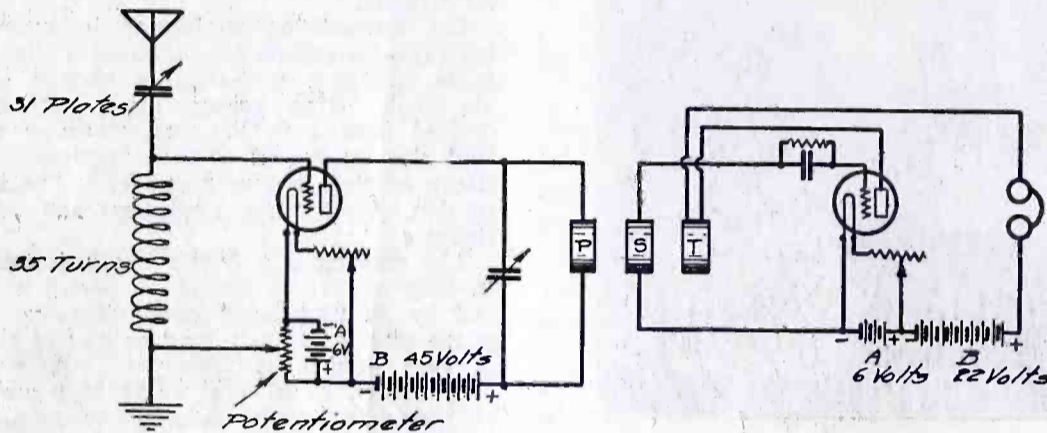 31 Plates
35 Turns
P
S
T
- A
6V.
+
B 45 Volts
- +
Potentiometer
- + - +
A B
6 Volts 22 Volts